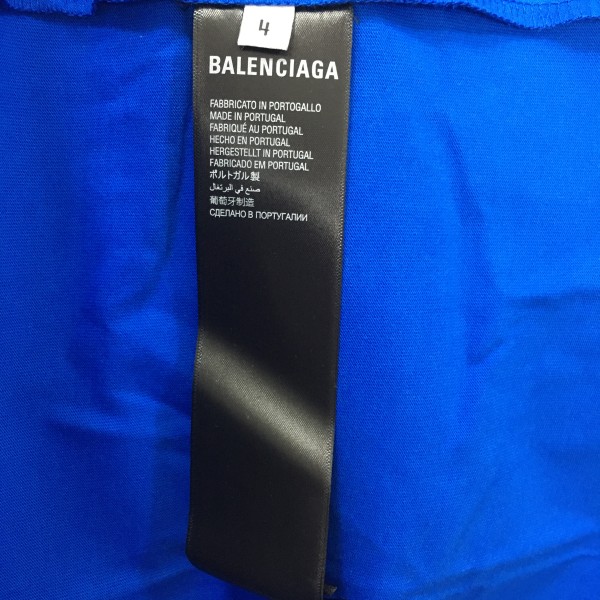 4
BALENCIAGA
FABBRICATO IN PORTOGALLO
MADE IN PORTUGAL
FABRIQUÉ AU PORTUGAL
HECHO EN PORTUGAL
HERGESTELLT IN PORTUGAL
FABRICADO EM PORTUGAL
ポルトガル製
صنع في البرتغال
葡萄牙制造
СДЕЛАНО В ПОРТУГАЛИИ